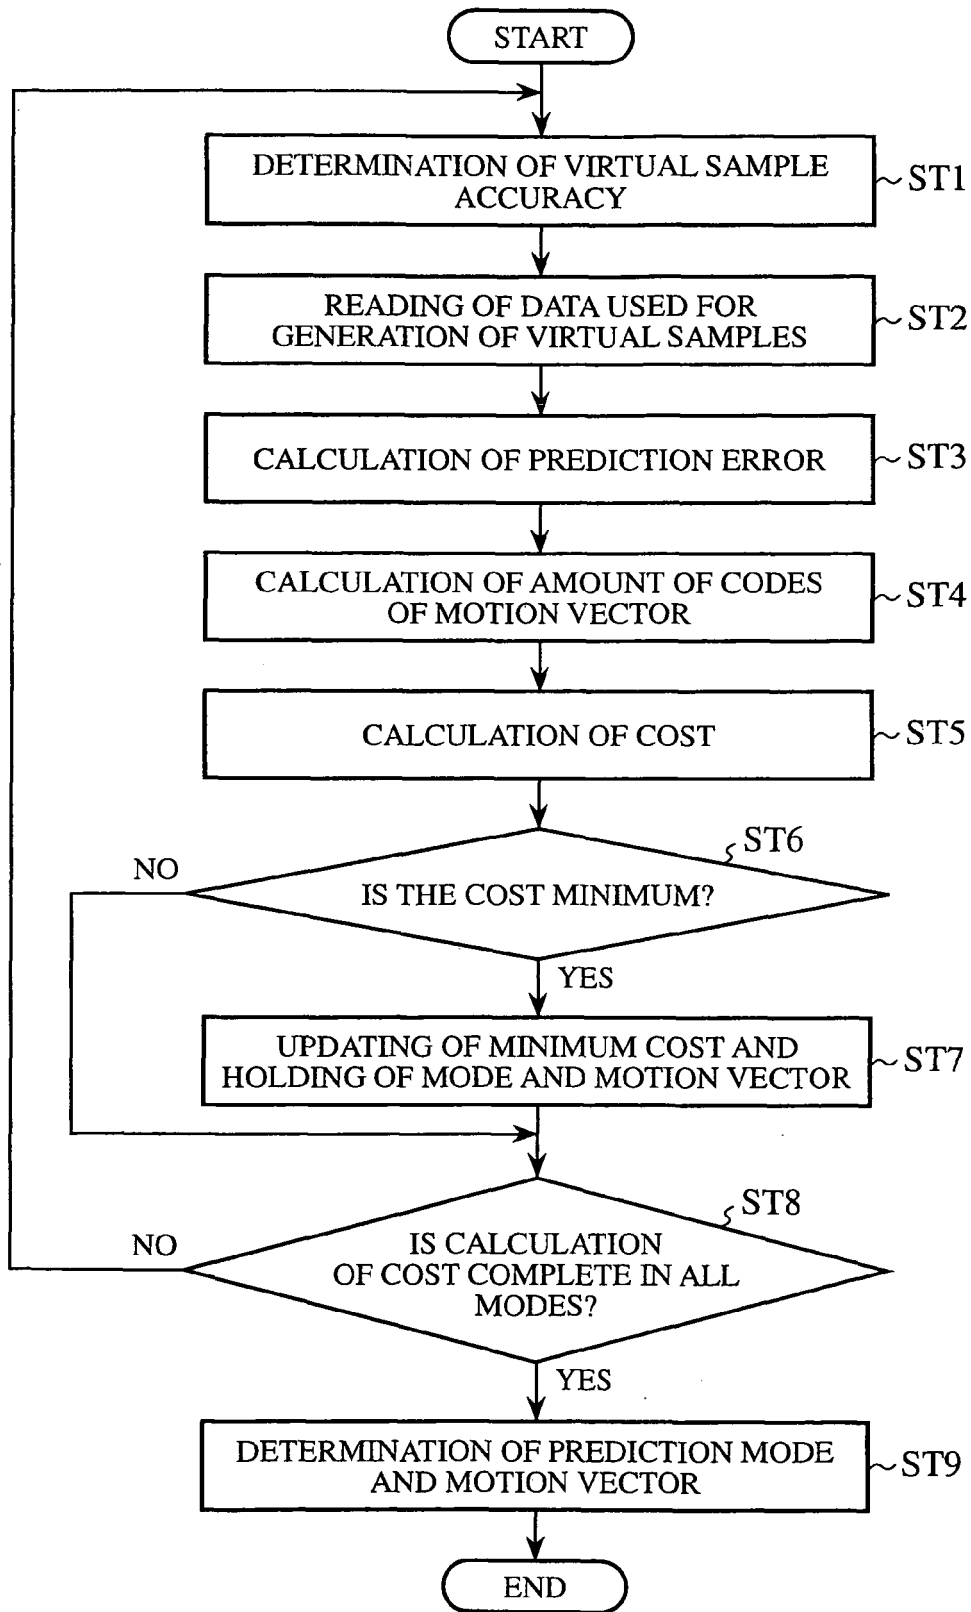 START
DETERMINATION OF VIRTUAL SAMPLE
ACCURACY
ST1
READING OF DATA USED FOR
GENERATION OF VIRTUAL SAMPLES
ST2
CALCULATION OF PREDICTION ERROR
ST3
CALCULATION OF AMOUNT OF CODES
OF MOTION VECTOR
ST4
CALCULATION OF COST
ST5
ST6
NO
IS THE COST MINIMUM?
YES
UPDATING OF MINIMUM COST AND
HOLDING OF MODE AND MOTION VECTOR
ST7
ST8
NO
IS CALCULATION
OF COST COMPLETE IN ALL
MODES?
YES
DETERMINATION OF PREDICTION MODE
AND MOTION VECTOR
ST9
END